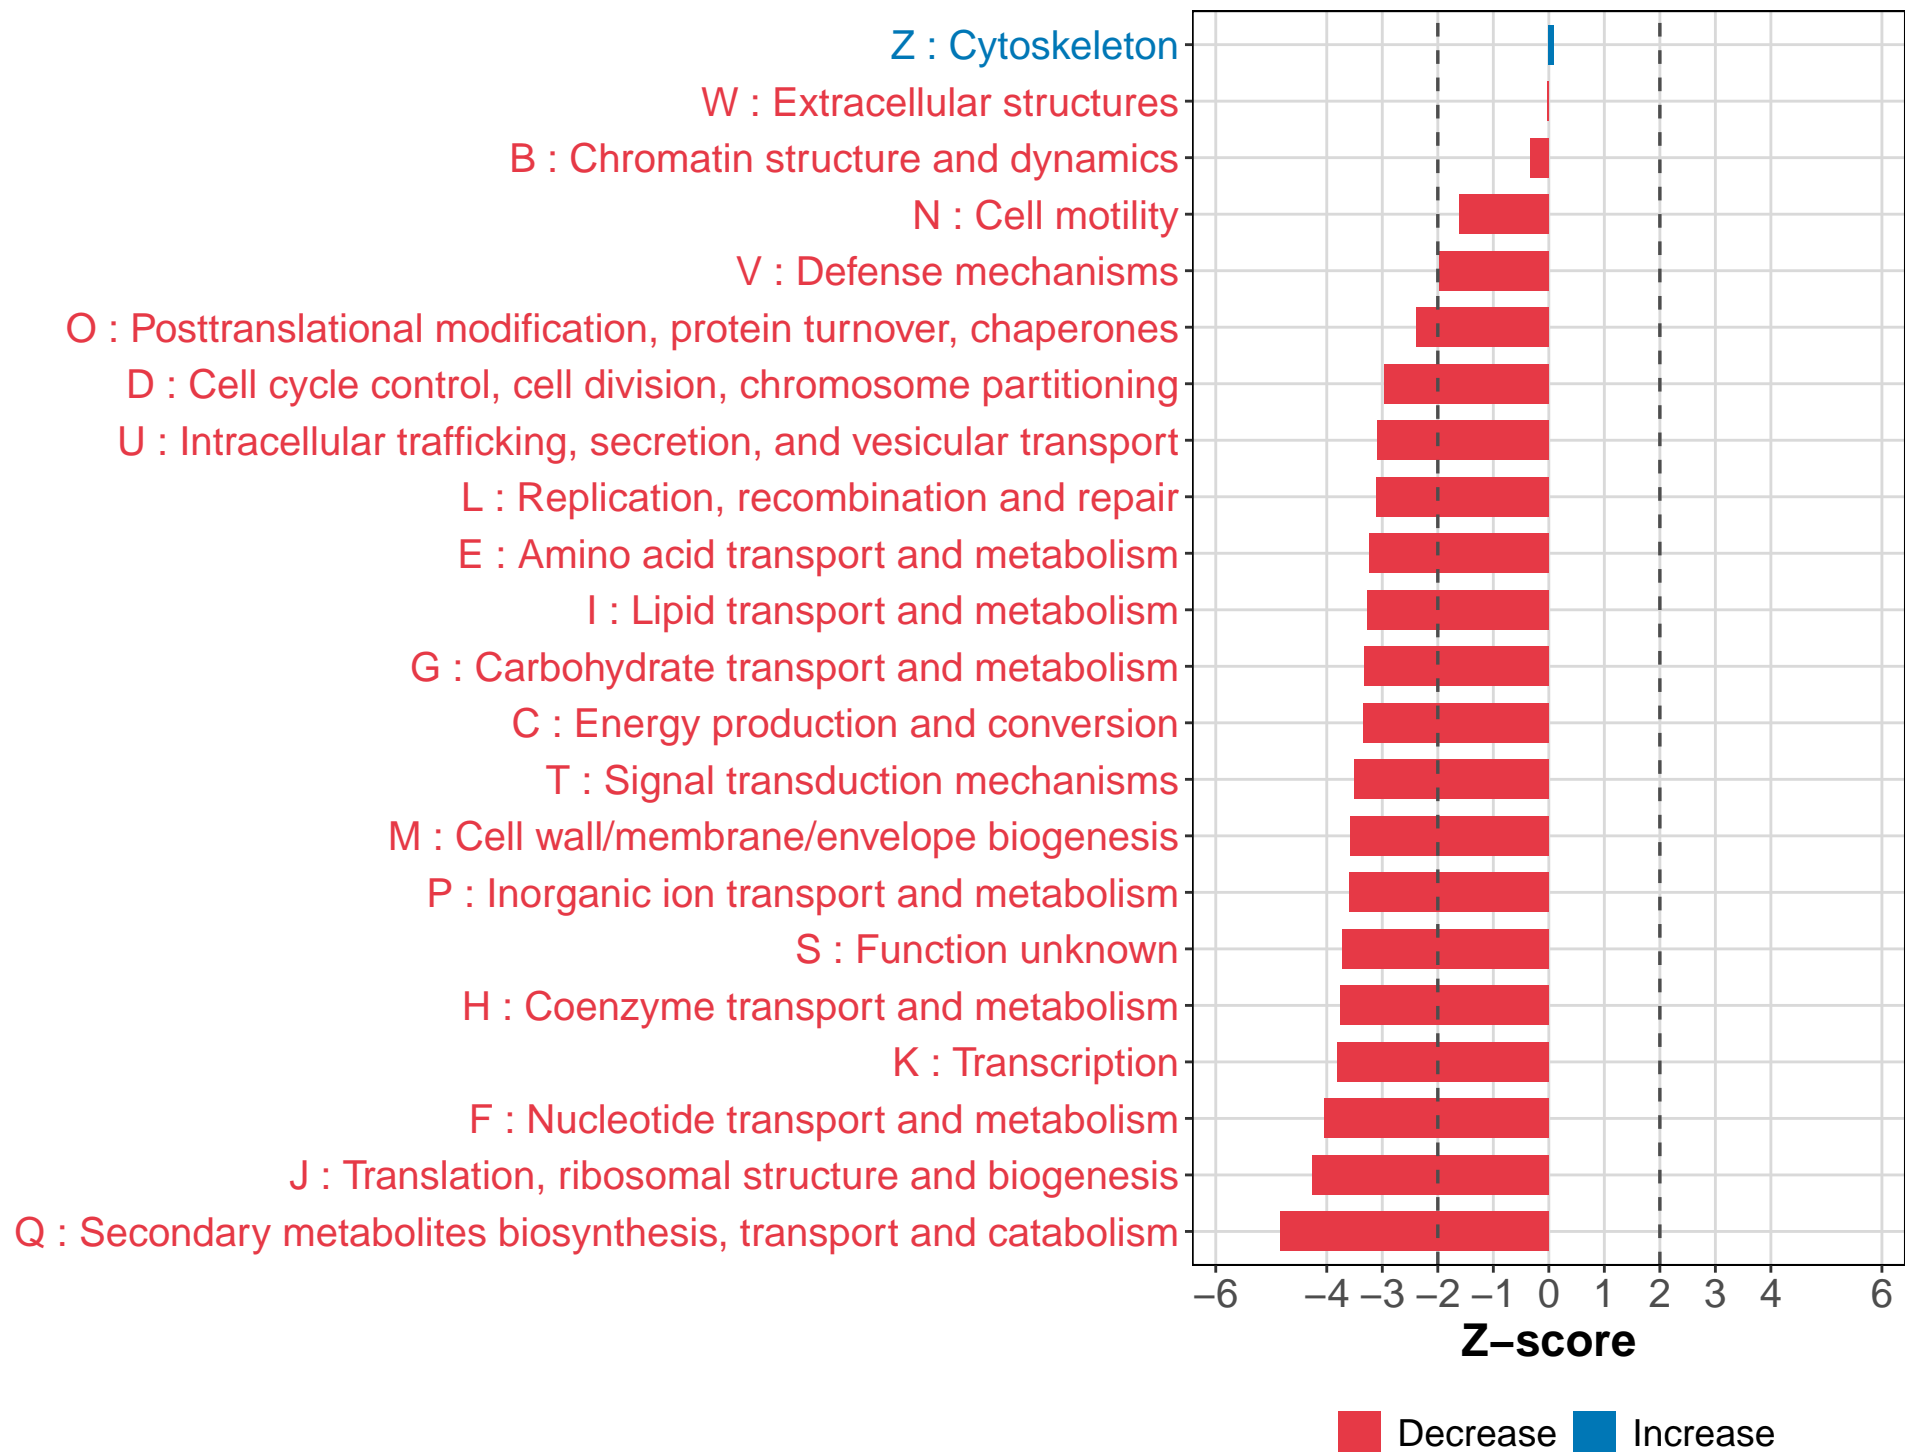 Z : Cytoskeleton
W : Extracellular structures
B : Chromatin structure and dynamics
N : Cell motility
V : Defense mechanisms
O : Posttranslational modification, protein turnover, chaperones
D : Cell cycle control, cell division, chromosome partitioning
U : Intracellular trafficking, secretion, and vesicular transport
L : Replication, recombination and repair
E : Amino acid transport and metabolism
I : Lipid transport and metabolism
G : Carbohydrate transport and metabolism
C : Energy production and conversion
T : Signal transduction mechanisms
M : Cell wall/membrane/envelope biogenesis
P : Inorganic ion transport and metabolism
S : Function unknown
H : Coenzyme transport and metabolism
K : Transcription
F : Nucleotide transport and metabolism
J : Translation, ribosomal structure and biogenesis
Q : Secondary metabolites biosynthesis, transport and catabolism
−6 −4 −3 −2 −1 0 1 2 3 4 6
Z−score
Decrease Increase